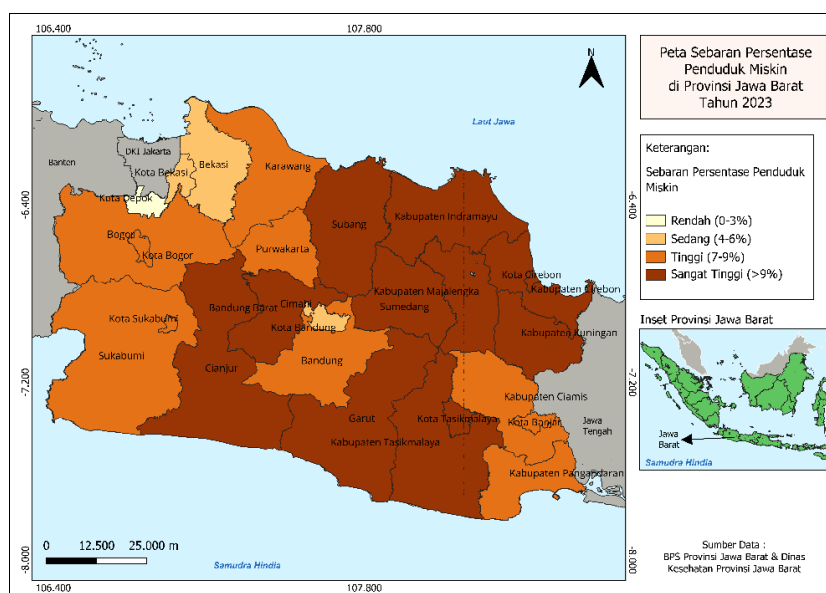 106.400
107.800
Peta Sebaran Persentase
Penduduk Miskin
di Provinsi Jawa Barat
Tahun 2023
N
Laut Jawa
Keterangan:
Sebaran Persentase Penduduk
Miskin
Rendah (0-3%)
Sedang (4-6%)
Tinggi (7-9%)
Sangat Tinggi (>9%)
-6.400
-6.400
Banten
DKI Jakarta
Kota Bekasi
Bekasi
Karawang
Kota Depok
Bogor
Kota Bogor
Purwakarta
Subang
Kabupaten Indramayu
Kota Cirebon
Kabupaten Cirebon
Kabupaten Majalengka
Sumedang
Bandung Barat
Cimahi
Kota Bandung
Kota Sukabumi
Kabupaten Kuningan
Sukabumi
Cianjur
Bandung
Kabupaten Ciamis
Garut
Kota Tasikmalaya
Kota Banjar
Jawa
Tengah
Kabupaten Tasikmalaya
Kabupaten Pangandaran
-7.200
-7.200
Inset Provinsi Jawa Barat
Jawa
Barat
Samudra Hindia
Sumber Data :
BPS Provinsi Jawa Barat & Dinas
Kesehatan Provinsi Jawa Barat
0 12.500 25.000 m
Samudra Hindia
-8.000
-8.000
106.400
107.800